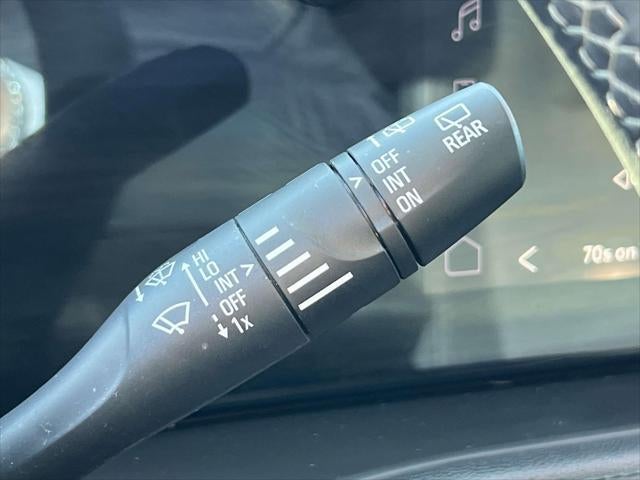 REAR
OFF
INT
ON
HI
LO
INT
OFF
1x
70s on